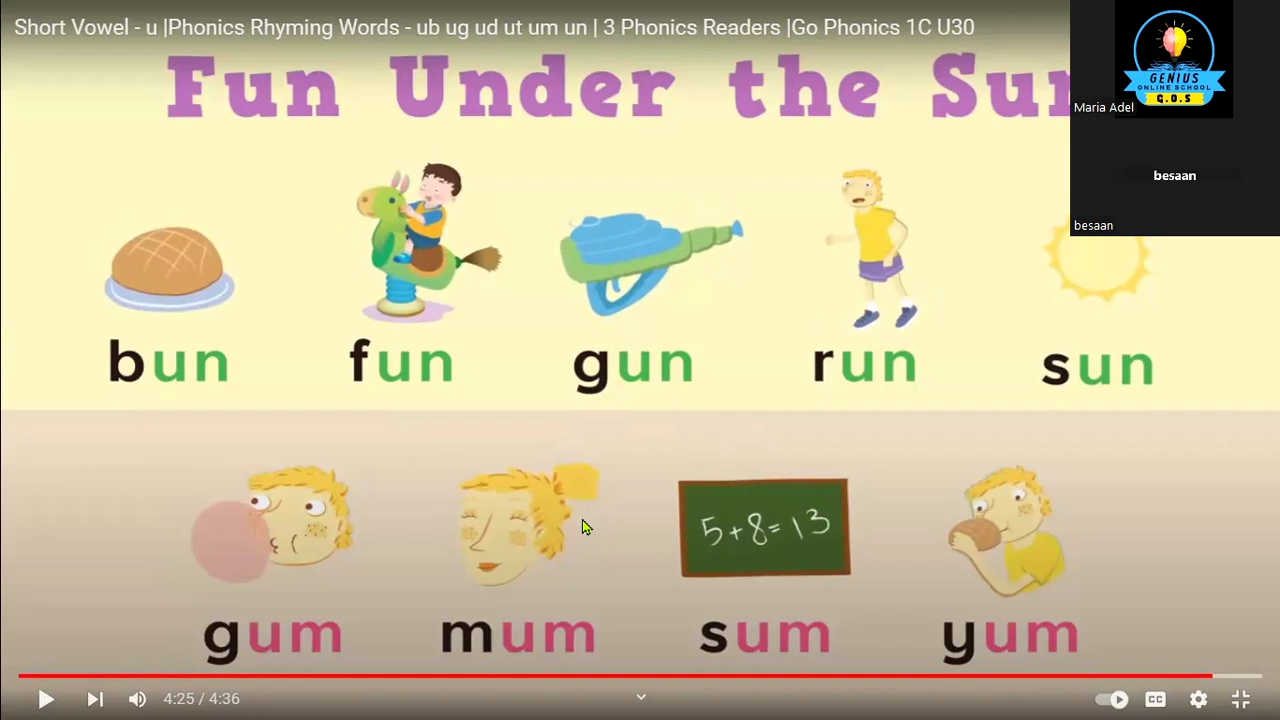 Short Vowel - u |Phonics Rhyming Words - ub ug ud ut um un | 3 Phonics Readers |Go Phonics 1C U30
Fun Under the Sun
GENIUS
ONLINE SCHOOL
G.O.S
Maria Adel
besaan
besaan
bun fun gun run sun
5+8=13
gum mum sum yum
4:25 / 4:36
CC